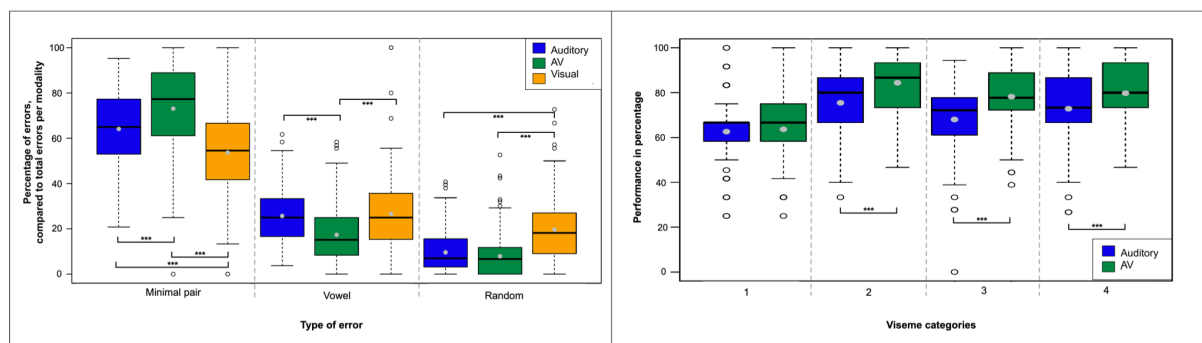 Percentage of errors,
compared to total errors per modality
100
80
60
40
20
0
Auditory
AV
Visual
***
***
***
***
***
***
Minimal pair
Vowel
Random
Type of error
Performance in percentage
100
80
60
40
20
0
***
***
***
Auditory
AV
1
2
3
4
Viseme categories